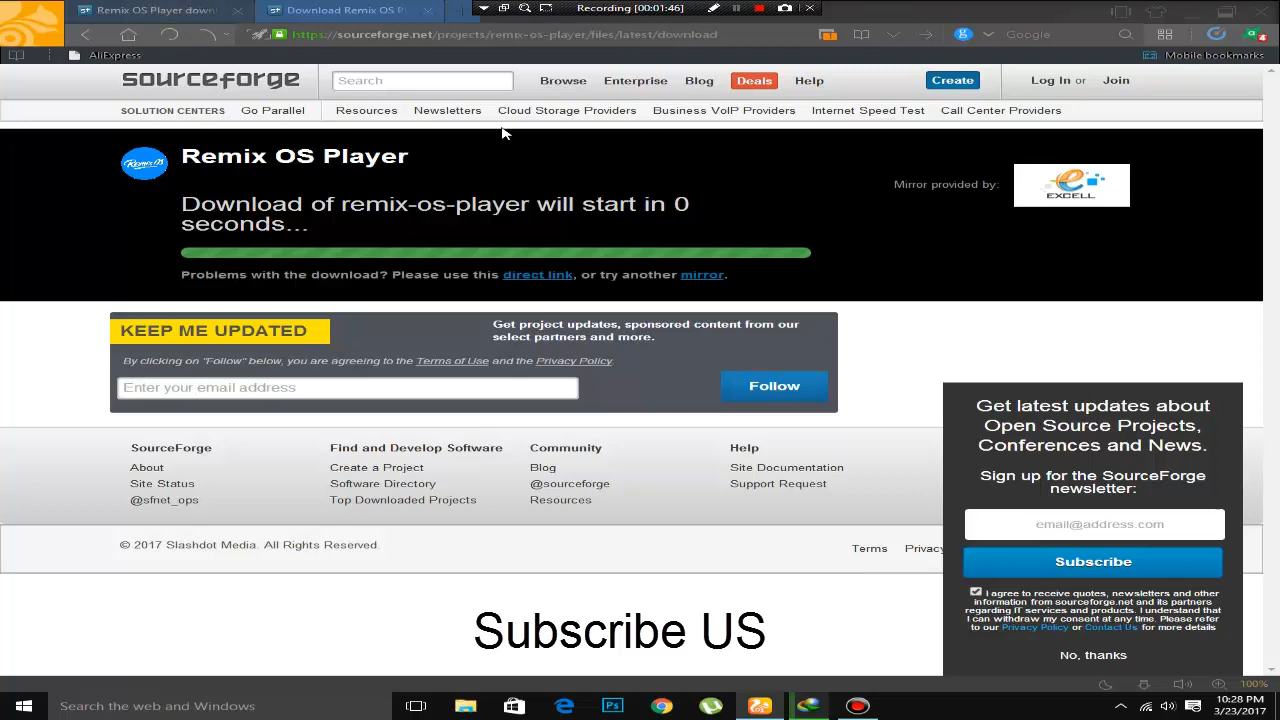 Remix OS Player down
Download Remix OS Pl
Recording [00:01:46]
https://sourceforge.net/projects/remix-os-player/files/latest/download
Google
AliExpress
Mobile bookmarks
sourceforge
Search
Browse
Enterprise
Blog
Deals
Help
Create
Log In or Join
SOLUTION CENTERS
Go Parallel
Resources
Newsletters
Cloud Storage Providers
Business VoIP Providers
Internet Speed Test
Call Center Providers
Remix OS
Remix OS Player
Download of remix-os-player will start in 0
seconds...
Mirror provided by:
EXCELL
Problems with the download? Please use this direct link, or try another mirror.
KEEP ME UPDATED
Get project updates, sponsored content from our
select partners and more.
By clicking on "Follow" below, you are agreeing to the Terms of Use and the Privacy Policy.
Enter your email address
Follow
SourceForge
About
Site Status
@sfnet_ops
Find and Develop Software
Create a Project
Software Directory
Top Downloaded Projects
Community
Blog
@sourceforge
Resources
Help
Site Documentation
Support Request
© 2017 Slashdot Media. All Rights Reserved.
Terms
Privacy
Get latest updates about
Open Source Projects,
Conferences and News.
Sign up for the SourceForge
newsletter:
email@address.com
Subscribe
I agree to receive quotes, newsletters and other
information from sourceforge.net and its partners
regarding IT services and products. I understand that
I can withdraw my consent at any time. Please refer
to our Privacy Policy or Contact Us for more details
No, thanks
Subscribe US
100%
Search the web and Windows
Ps
10:28 PM
3/23/2017